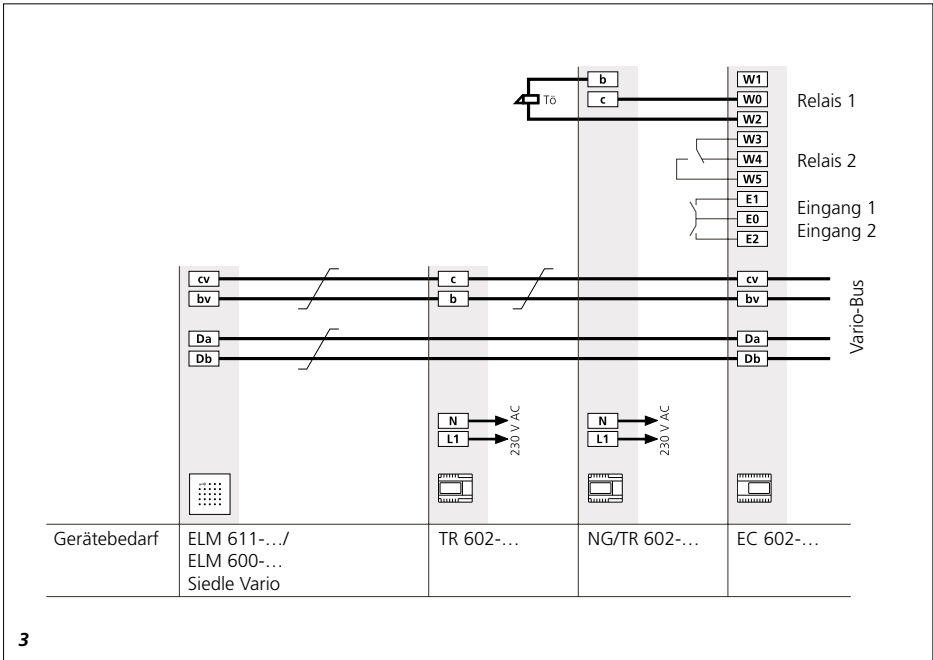 b W1
Tö c W0 Relais 1
W2
W3
W4 Relais 2
W5
E1 Eingang 1
E0 Eingang 2
E2
cv c cv
bv b bv
Vario-Bus
Da Da
Db Db
N N
L1 L1
230 V AC 230 V AC
Gerätebedarf ELM 611-…/ TR 602-… NG/TR 602-… EC 602-…
ELM 600-…
Siedle Vario
3